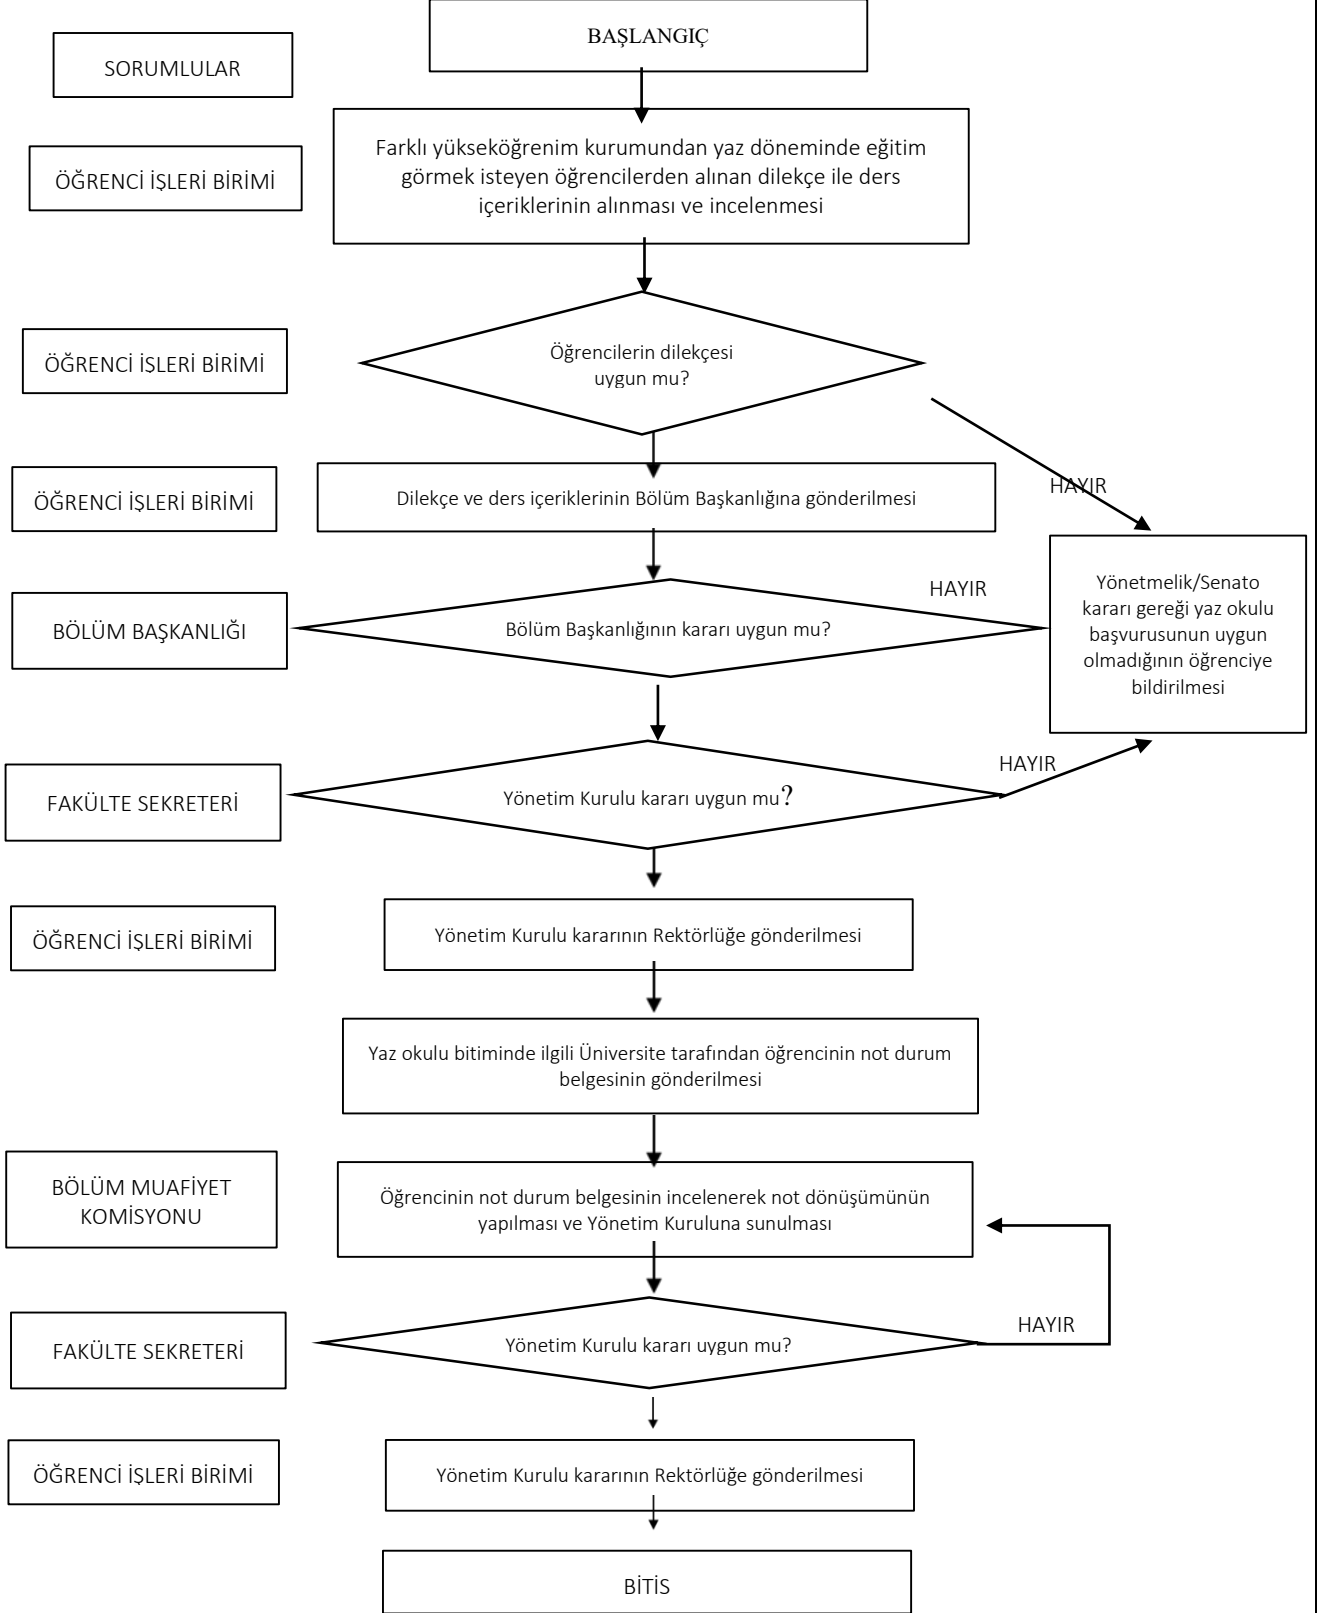 BAŞLANGIÇ
SORUMLULAR
Farklı yükseköğrenim kurumundan yaz döneminde eğitim
görmek isteyen öğrencilerden alınan dilekçe ile ders
içeriklerinin alınması ve incelenmesi
ÖĞRENCİ İŞLERİ BİRİMİ
Öğrencilerin dilekçesi
uygun mu?
ÖĞRENCİ İŞLERİ BİRİMİ
HAYIR
ÖĞRENCİ İŞLERİ BİRİMİ
Dilekçe ve ders içeriklerinin Bölüm Başkanlığına gönderilmesi
HAYIR
Yönetmelik/Senato
kararı gereği yaz okulu
başvurusunun uygun
olmadığının öğrenciye
bildirilmesi
BÖLÜM BAŞKANLIĞI
Bölüm Başkanlığının kararı uygun mu?
HAYIR
FAKÜLTE SEKRETERİ
Yönetim Kurulu kararı uygun mu?
ÖĞRENCİ İŞLERİ BİRİMİ
Yönetim Kurulu kararının Rektörlüğe gönderilmesi
Yaz okulu bitiminde ilgili Üniversite tarafından öğrencinin not durum
belgesinin gönderilmesi
BÖLÜM MUAFİYET
KOMİSYONU
Öğrencinin not durum belgesinin incelenerek not dönüşümünün
yapılması ve Yönetim Kuruluna sunulması
HAYIR
FAKÜLTE SEKRETERİ
Yönetim Kurulu kararı uygun mu?
ÖĞRENCİ İŞLERİ BİRİMİ
Yönetim Kurulu kararının Rektörlüğe gönderilmesi
BİTİS